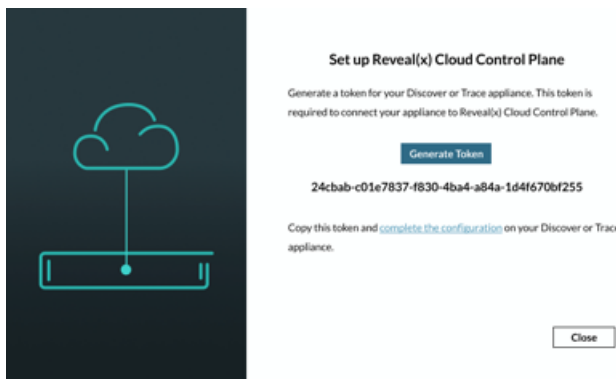 Set up Reveal(x) Cloud Control Plane
Generate a token for your Discover or Trace appliance. This token is
required to connect your appliance to Reveal(x) Cloud Control Plane.
Generate Token
24cbab-c01e7837-f830-4ba4-a84a-1d4f670bf255
Copy this token and complete the configuration on your Discover or Trace
appliance.
Close